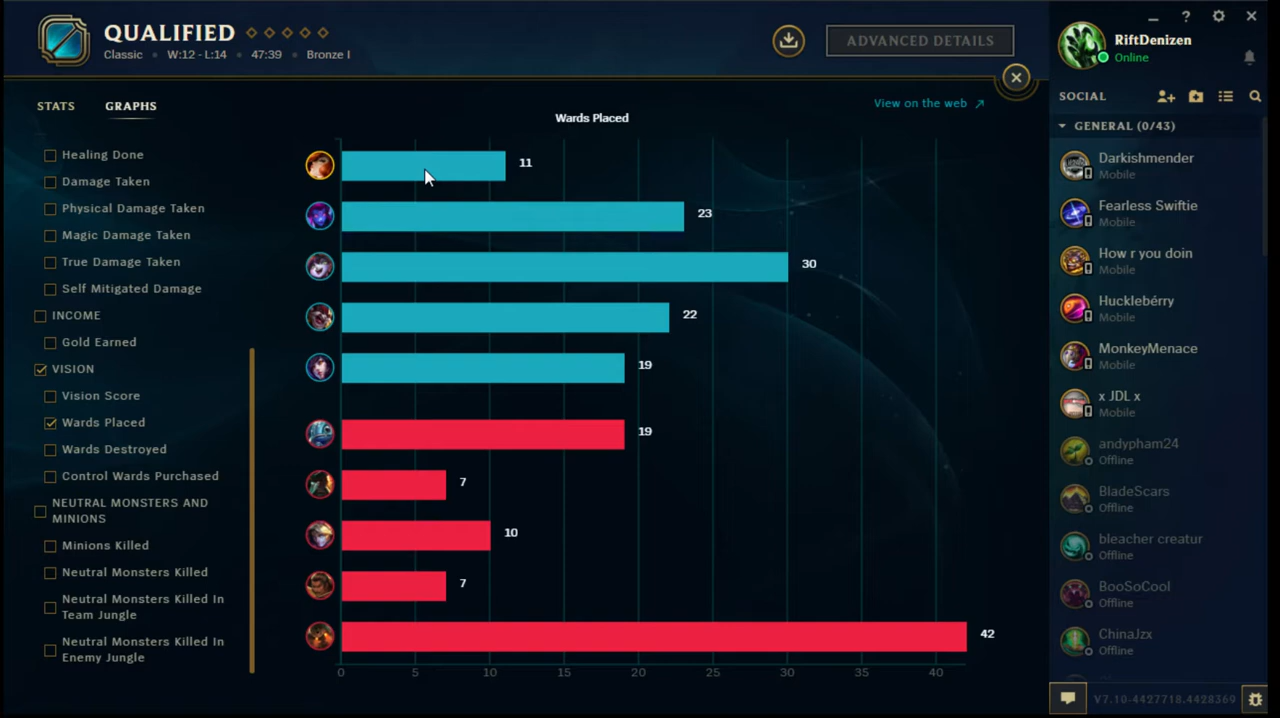 QUALIFIED
Classic • W:12 - L:14 • 47:39 • Bronze I
ADVANCED DETAILS
?
RiftDenizen
Online
STATS
GRAPHS
View on the web
Wards Placed
Healing Done
Damage Taken
Physical Damage Taken
Magic Damage Taken
True Damage Taken
Self Mitigated Damage
INCOME
Gold Earned
VISION
Vision Score
Wards Placed
Wards Destroyed
Control Wards Purchased
NEUTRAL MONSTERS AND
MINIONS
Minions Killed
Neutral Monsters Killed
Neutral Monsters Killed In
Team Jungle
Neutral Monsters Killed In
Enemy Jungle
11
23
30
22
19
19
7
10
7
42
0 5 10 15 20 25 30 35 40
SOCIAL
GENERAL (0/43)
Darkishmender
Mobile
Fearless Swiftie
Mobile
How r you doin
Mobile
Hucklebérry
Mobile
MonkeyMenace
Mobile
x JDL x
Mobile
andypham24
Offline
BladeScars
Offline
bleacher creatur
Offline
BooSoCool
Offline
ChinaJzx
Offline
V7.10-4427718.4428369